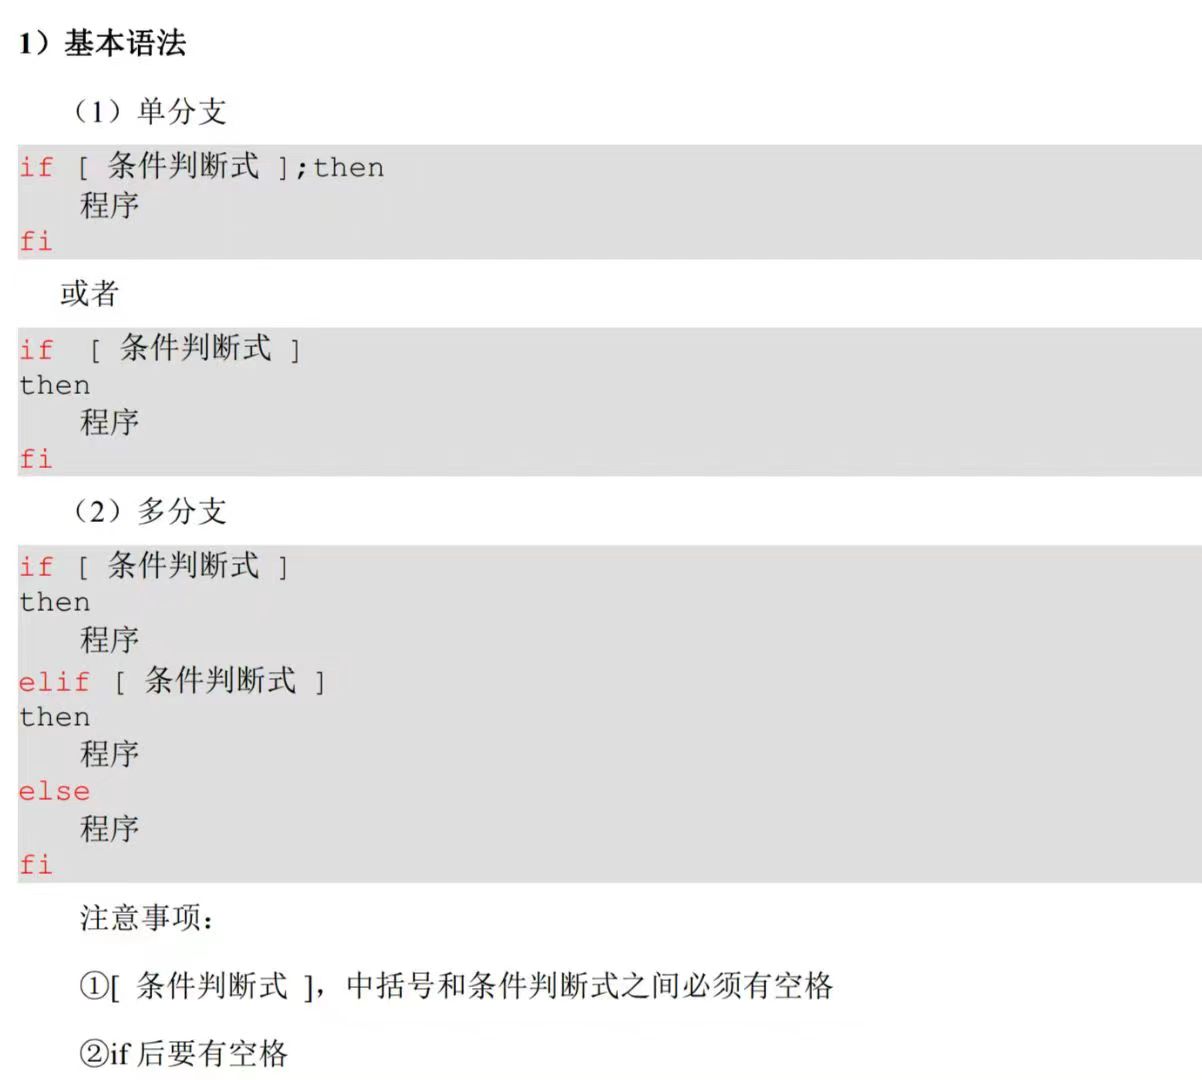 1）基本语法
（1）单分支
if [ 条件判断式 ];then
    程序
fi
或者
if  [ 条件判断式 ]
then
    程序
fi
（2）多分支
if [ 条件判断式 ]
then
    程序
elif [ 条件判断式 ]
then
    程序
else
    程序
fi
注意事项：
①[ 条件判断式 ]，中括号和条件判断式之间必须有空格
②if 后要有空格